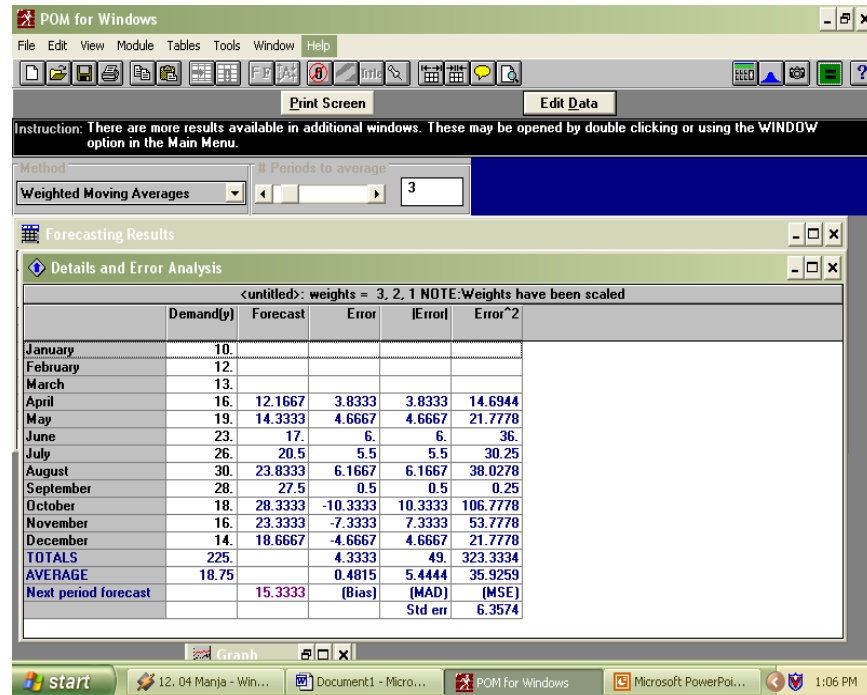 POM for Windows
File Edit View Module Tables Tools Window Help
Title
Print Screen Edit Data
Instruction: There are more results available in additional windows. These may be opened by double clicking or using the WINDOW
option in the Main Menu.
Method # Periods to average
Weighted Moving Averages 3
Forecasting Results
Details and Error Analysis
<untitled>: weights = 3, 2, 1 NOTE:Weights have been scaled
Demand(y) Forecast Error |Error| Error^2
January 10.
February 12.
March 13.
April 16. 12.1667 3.8333 3.8333 14.6944
May 19. 14.3333 4.6667 4.6667 21.7778
June 23. 17. 6. 6. 36.
July 26. 20.5 5.5 5.5 30.25
August 30. 23.8333 6.1667 6.1667 38.0278
September 28. 27.5 0.5 0.5 0.25
October 18. 28.3333 -10.3333 10.3333 106.7778
November 16. 23.3333 -7.3333 7.3333 53.7778
December 14. 18.6667 -4.6667 4.6667 21.7778
TOTALS 225. 4.3333 49. 323.3334
AVERAGE 18.75 0.4815 5.4444 35.9259
Next period forecast 15.3333 (Bias) (MAD) (MSE)
Std err 6.3574
Graph
start 12. 04 Manja - Win... Document1 - Micro... POM for Windows Microsoft PowerPoi... 1:06 PM